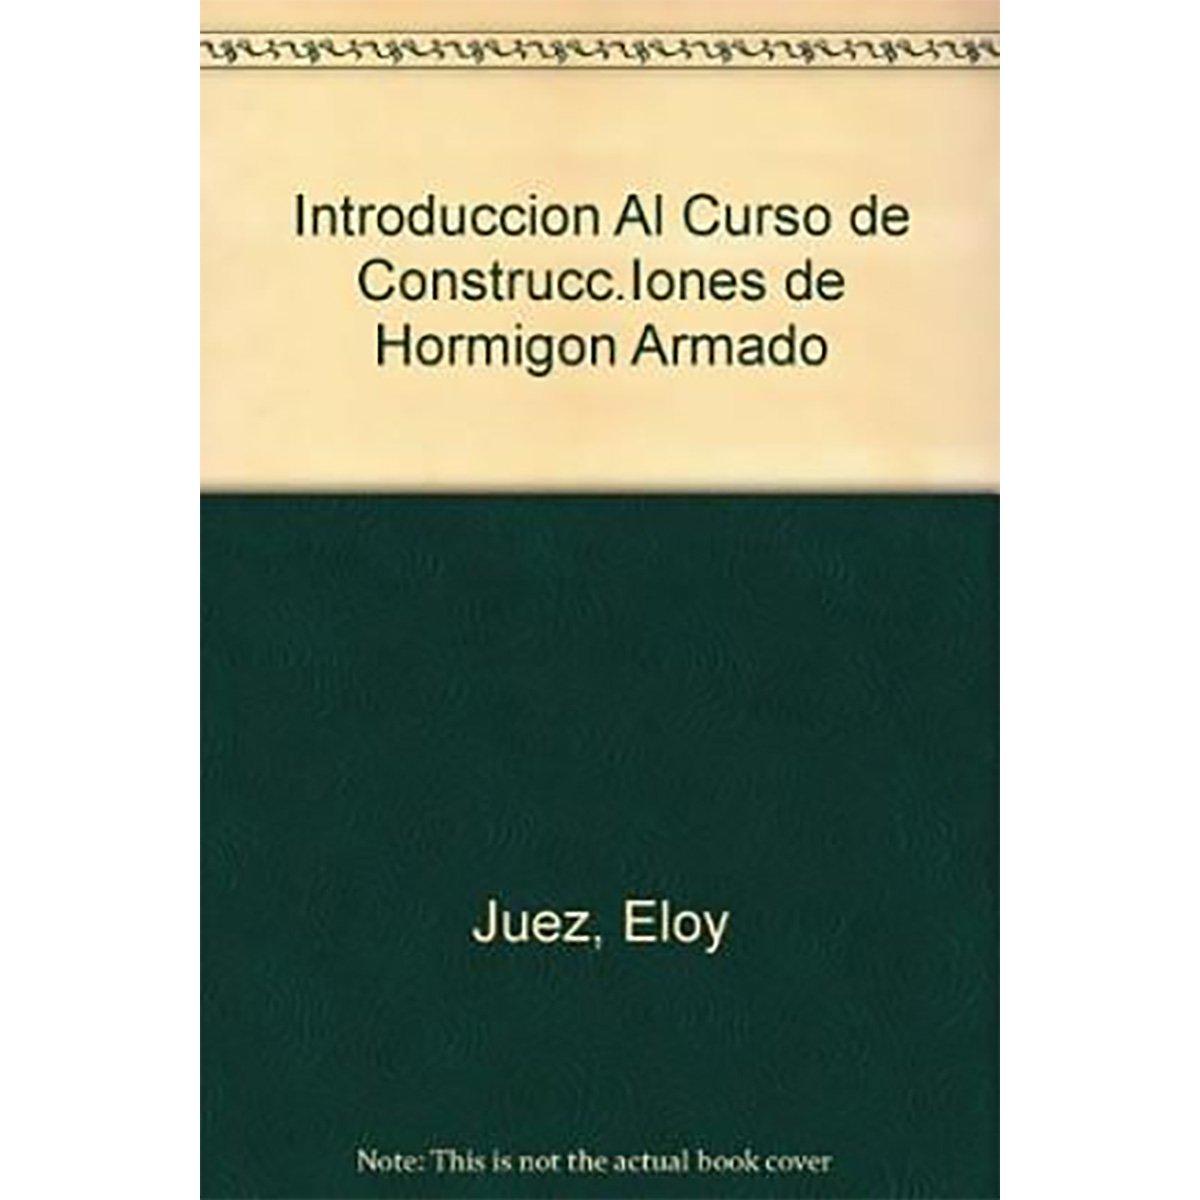 Introduccion Al Curso de
Construcc.Iones de
Hormigon Armado
Juez, Eloy
Note: This is not the actual book cover